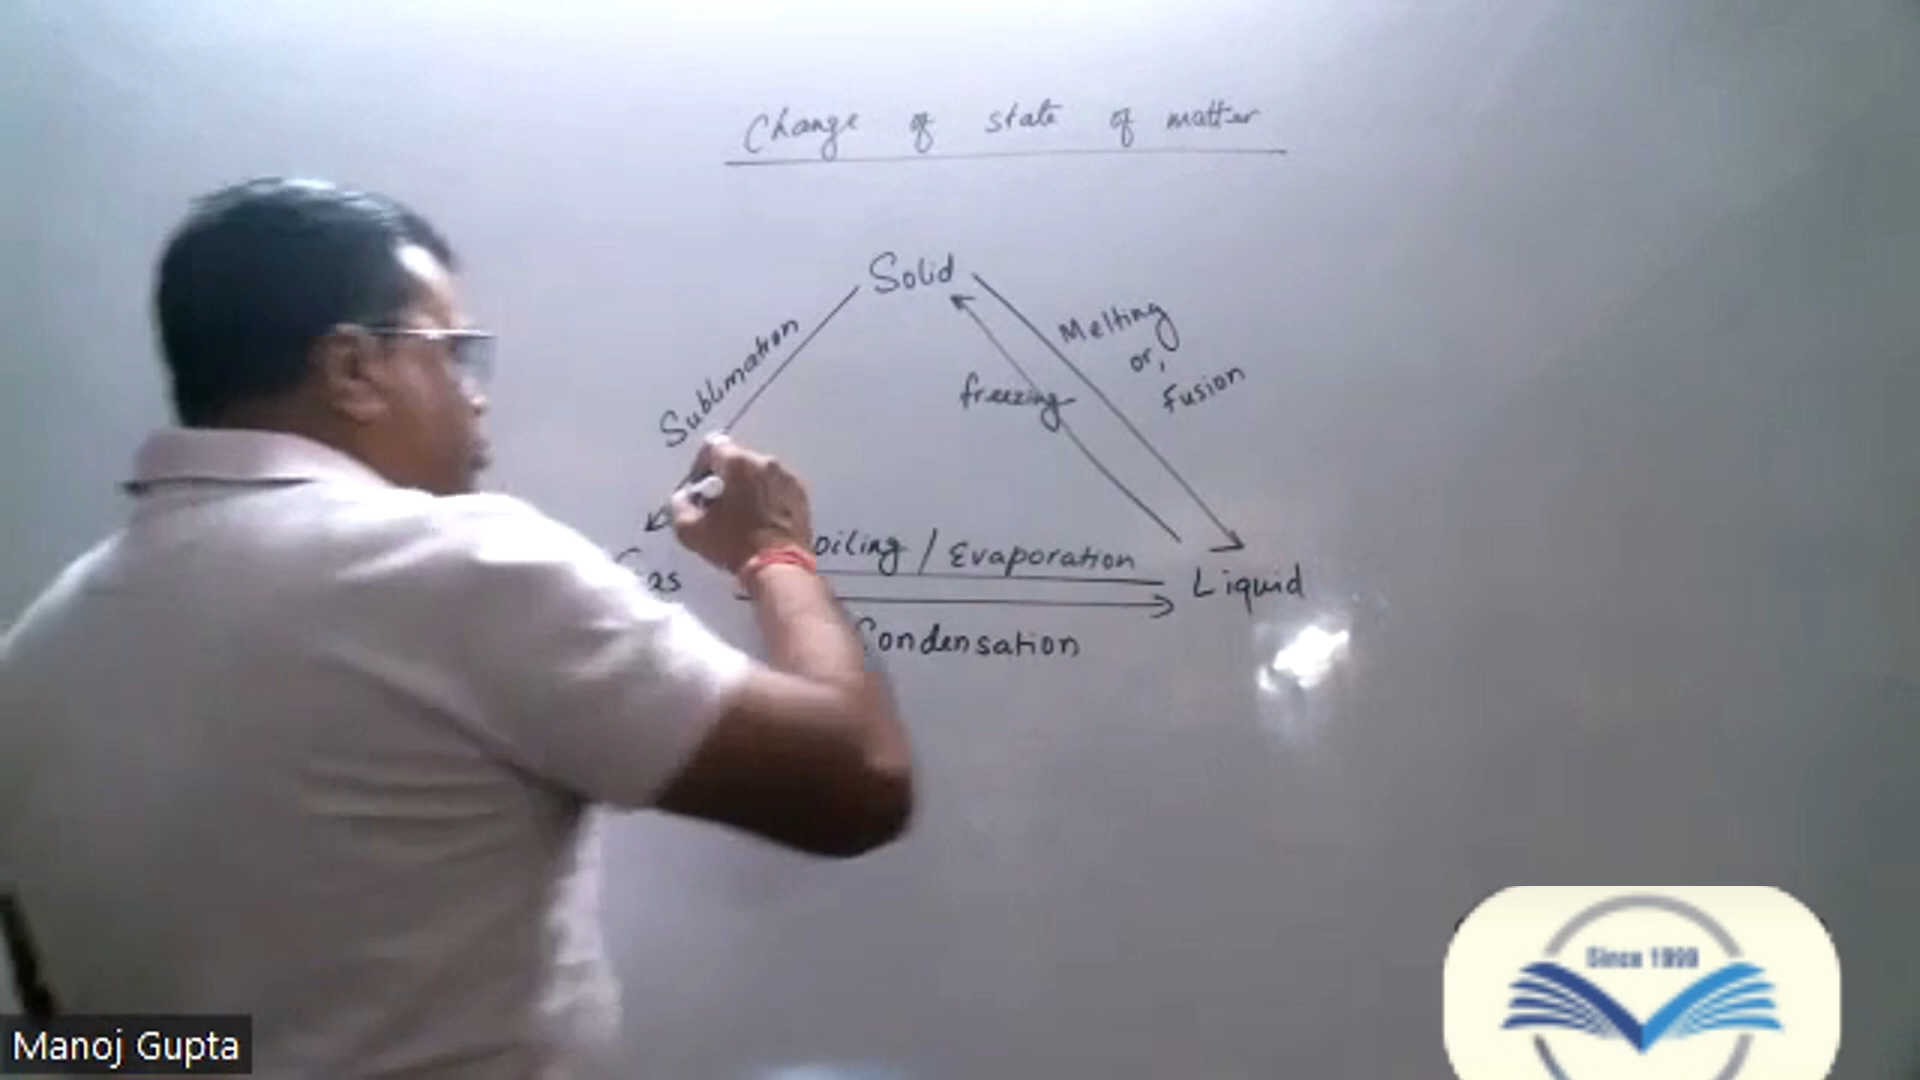 Change of state of matter
Solid
Sublimation
Melting
or,
Fusion
freezing
oiling / Evaporation
Gas
Liquid
Condensation
Since 1999
Manoj Gupta